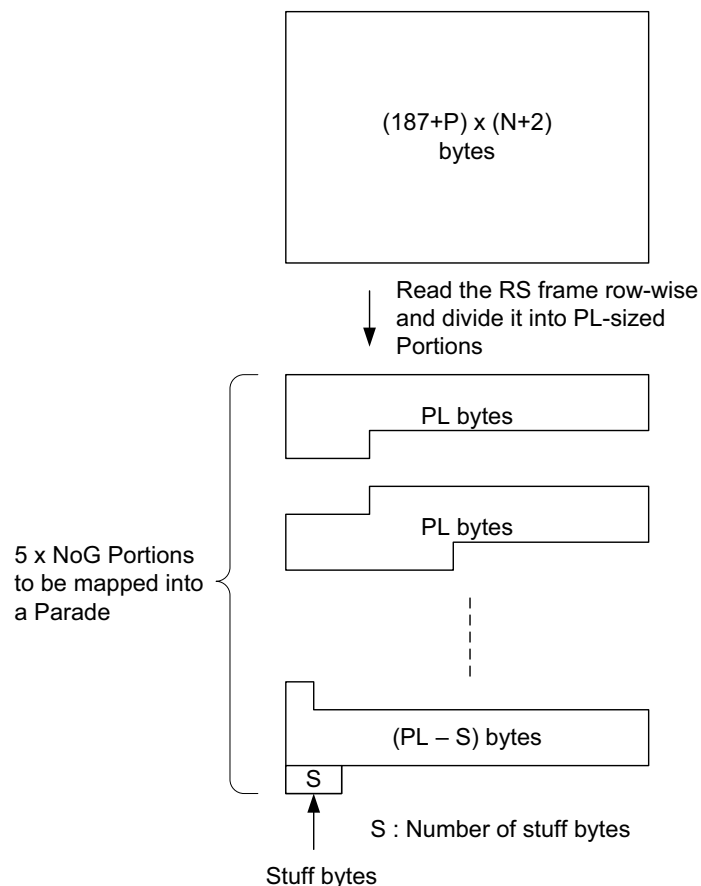 (187+P) x (N+2)
bytes
Read the RS frame row-wise
and divide it into PL-sized
Portions
PL bytes
PL bytes
5 x NoG Portions
to be mapped into
a Parade
(PL – S) bytes
S
S : Number of stuff bytes
Stuff bytes